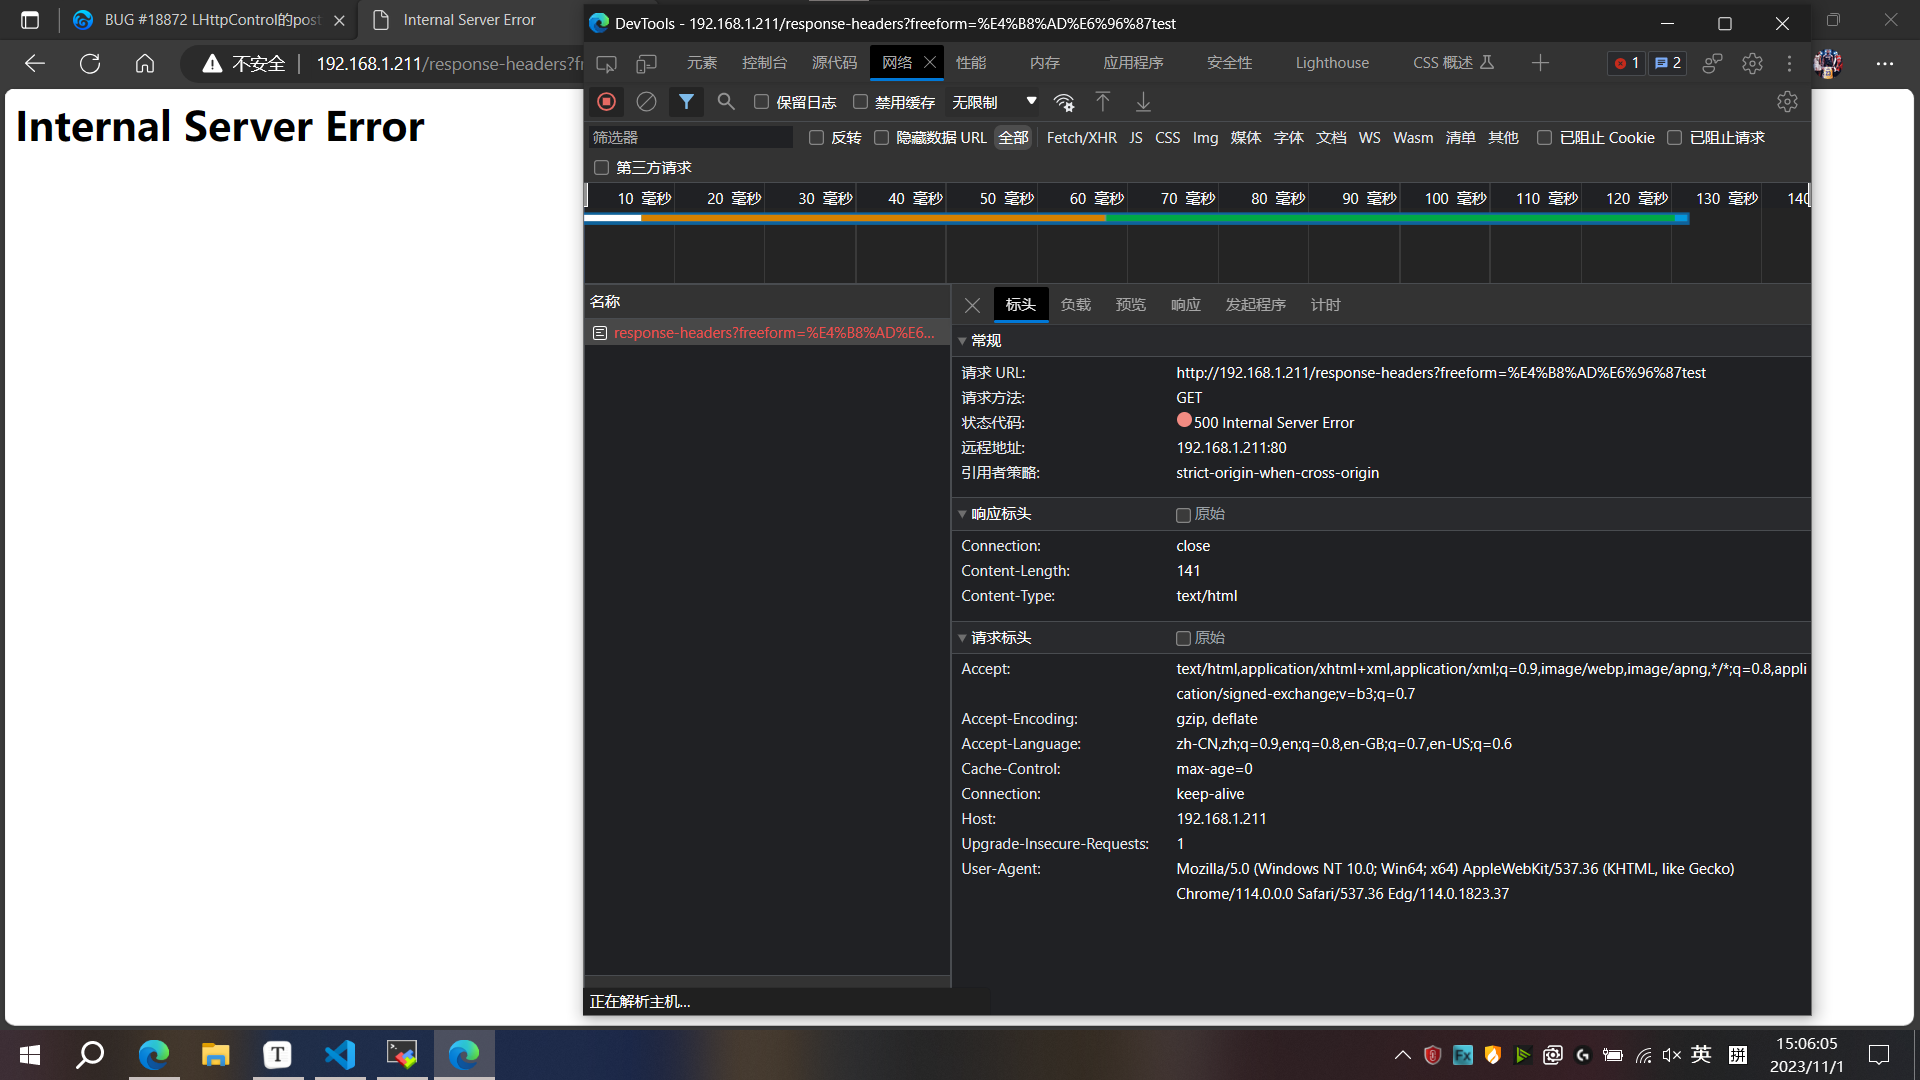 BUG #18872 LHttpControl的post
Internal Server Error
不安全
192.168.1.211/response-headers?f
Internal Server Error
DevTools - 192.168.1.211/response-headers?freeform=%E4%B8%AD%E6%96%87test
元素 控制台 源代码 网络 性能 内存 应用程序 安全性 Lighthouse CSS 概述 1 2
保留日志 禁用缓存 无限制
筛选器 反转 隐藏数据 URL 全部 Fetch/XHR JS CSS Img 媒体 字体 文档 WS Wasm 清单 其他 已阻止 Cookie 已阻止请求
第三方请求
10 毫秒 20 毫秒 30 毫秒 40 毫秒 50 毫秒 60 毫秒 70 毫秒 80 毫秒 90 毫秒 100 毫秒 110 毫秒 120 毫秒 130 毫秒 140
名称
response-headers?freeform=%E4%B8%AD%E6...
标头 负载 预览 响应 发起程序 计时
常规
请求 URL: http://192.168.1.211/response-headers?freeform=%E4%B8%AD%E6%96%87test
请求方法: GET
状态代码: 500 Internal Server Error
远程地址: 192.168.1.211:80
引用者策略: strict-origin-when-cross-origin
响应标头 原始
Connection: close
Content-Length: 141
Content-Type: text/html
请求标头 原始
Accept: text/html,application/xhtml+xml,application/xml;q=0.9,image/webp,image/apng,*/*;q=0.8,appli
cation/signed-exchange;v=b3;q=0.7
Accept-Encoding: gzip, deflate
Accept-Language: zh-CN,zh;q=0.9,en;q=0.8,en-GB;q=0.7,en-US;q=0.6
Cache-Control: max-age=0
Connection: keep-alive
Host: 192.168.1.211
Upgrade-Insecure-Requests: 1
User-Agent: Mozilla/5.0 (Windows NT 10.0; Win64; x64) AppleWebKit/537.36 (KHTML, like Gecko)
Chrome/114.0.0.0 Safari/537.36 Edg/114.0.1823.37
正在解析主机...
T
Fx
英
拼
15:06:05
2023/11/1